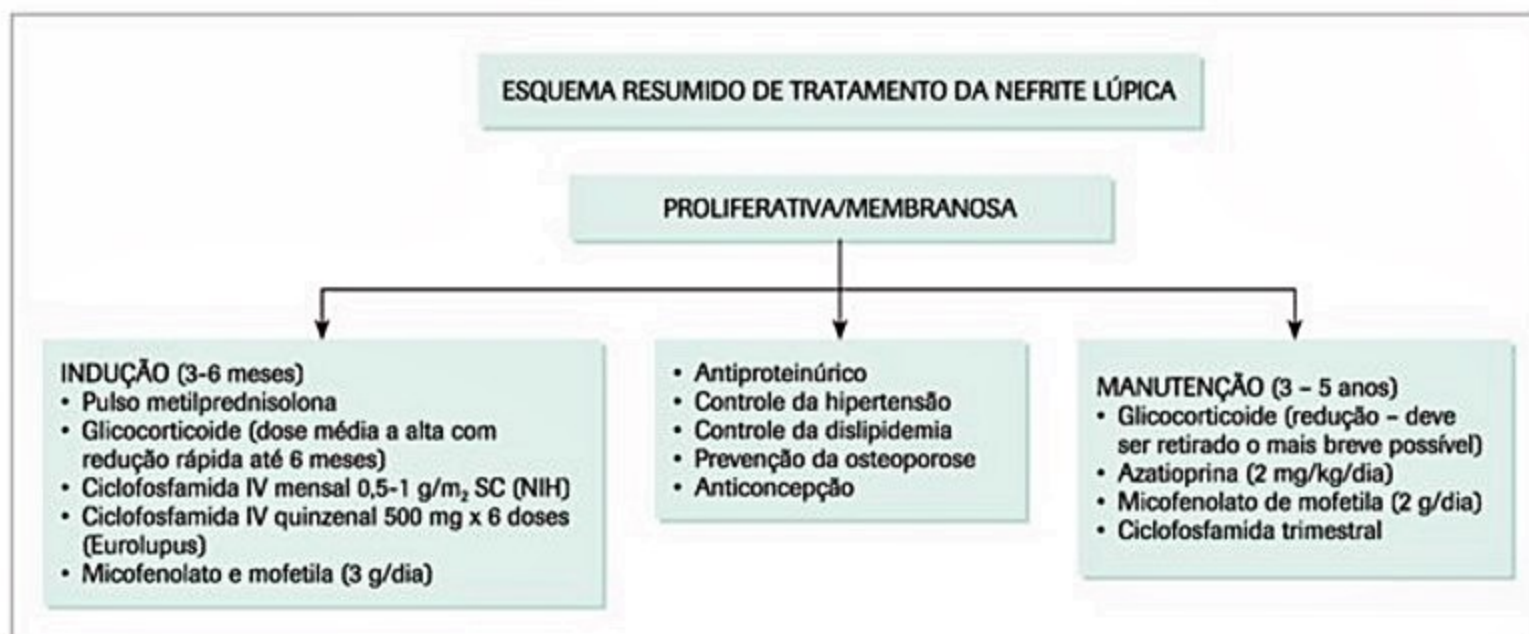 ESQUEMA RESUMIDO DE TRATAMENTO DA NEFRITE LÚPICA
PROLIFERATIVA/MEMBRANOSA
INDUÇÃO (3-6 meses)
• Pulso metilprednisolona
• Glicocorticoide (dose média a alta com
redução rápida até 6 meses)
• Ciclofosfamida IV mensal 0,5-1 g/m₂ SC (NIH)
• Ciclofosfamida IV quinzenal 500 mg x 6 doses
(Eurolupus)
• Micofenolato e mofetila (3 g/dia)
• Antiproteinúrico
• Controle da hipertensão
• Controle da dislipidemia
• Prevenção da osteoporose
• Anticoncepção
MANUTENÇÃO (3 – 5 anos)
• Glicocorticoide (redução – deve
ser retirado o mais breve possível)
• Azatioprina (2 mg/kg/dia)
• Micofenolato de mofetila (2 g/dia)
• Ciclofosfamida trimestral